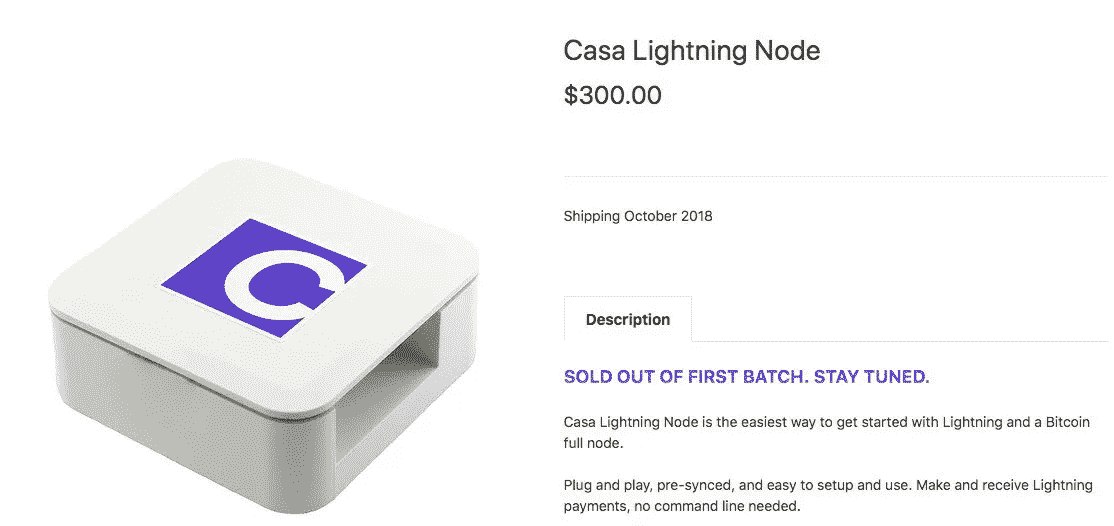 Casa Lightning Node
$300.00
Shipping October 2018
Description
SOLD OUT OF FIRST BATCH. STAY TUNED.
Casa Lightning Node is the easiest way to get started with Lightning and a Bitcoin
full node.
Plug and play, pre-synced, and easy to setup and use. Make and receive Lightning
payments, no command line needed.
C